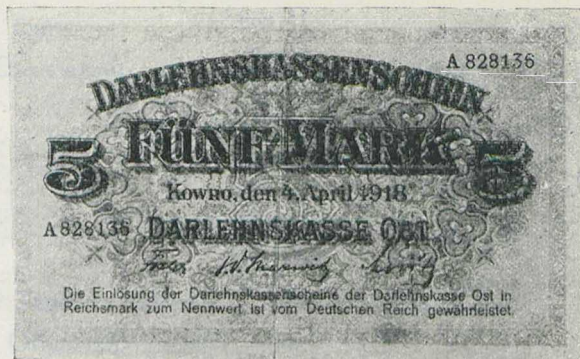 A 828136
DARLEHNSKASSENSCHEIN
5 FÜNF MARK 5
Kowno, den 4. April 1918
A 828136 DARLEHNSKASSE OST
Die Einlösung der Darlehnskassenscheine der Darlehnskasse Ost in
Reichsmark zum Nennwert ist vom Deutschen Reich gewährleistet.